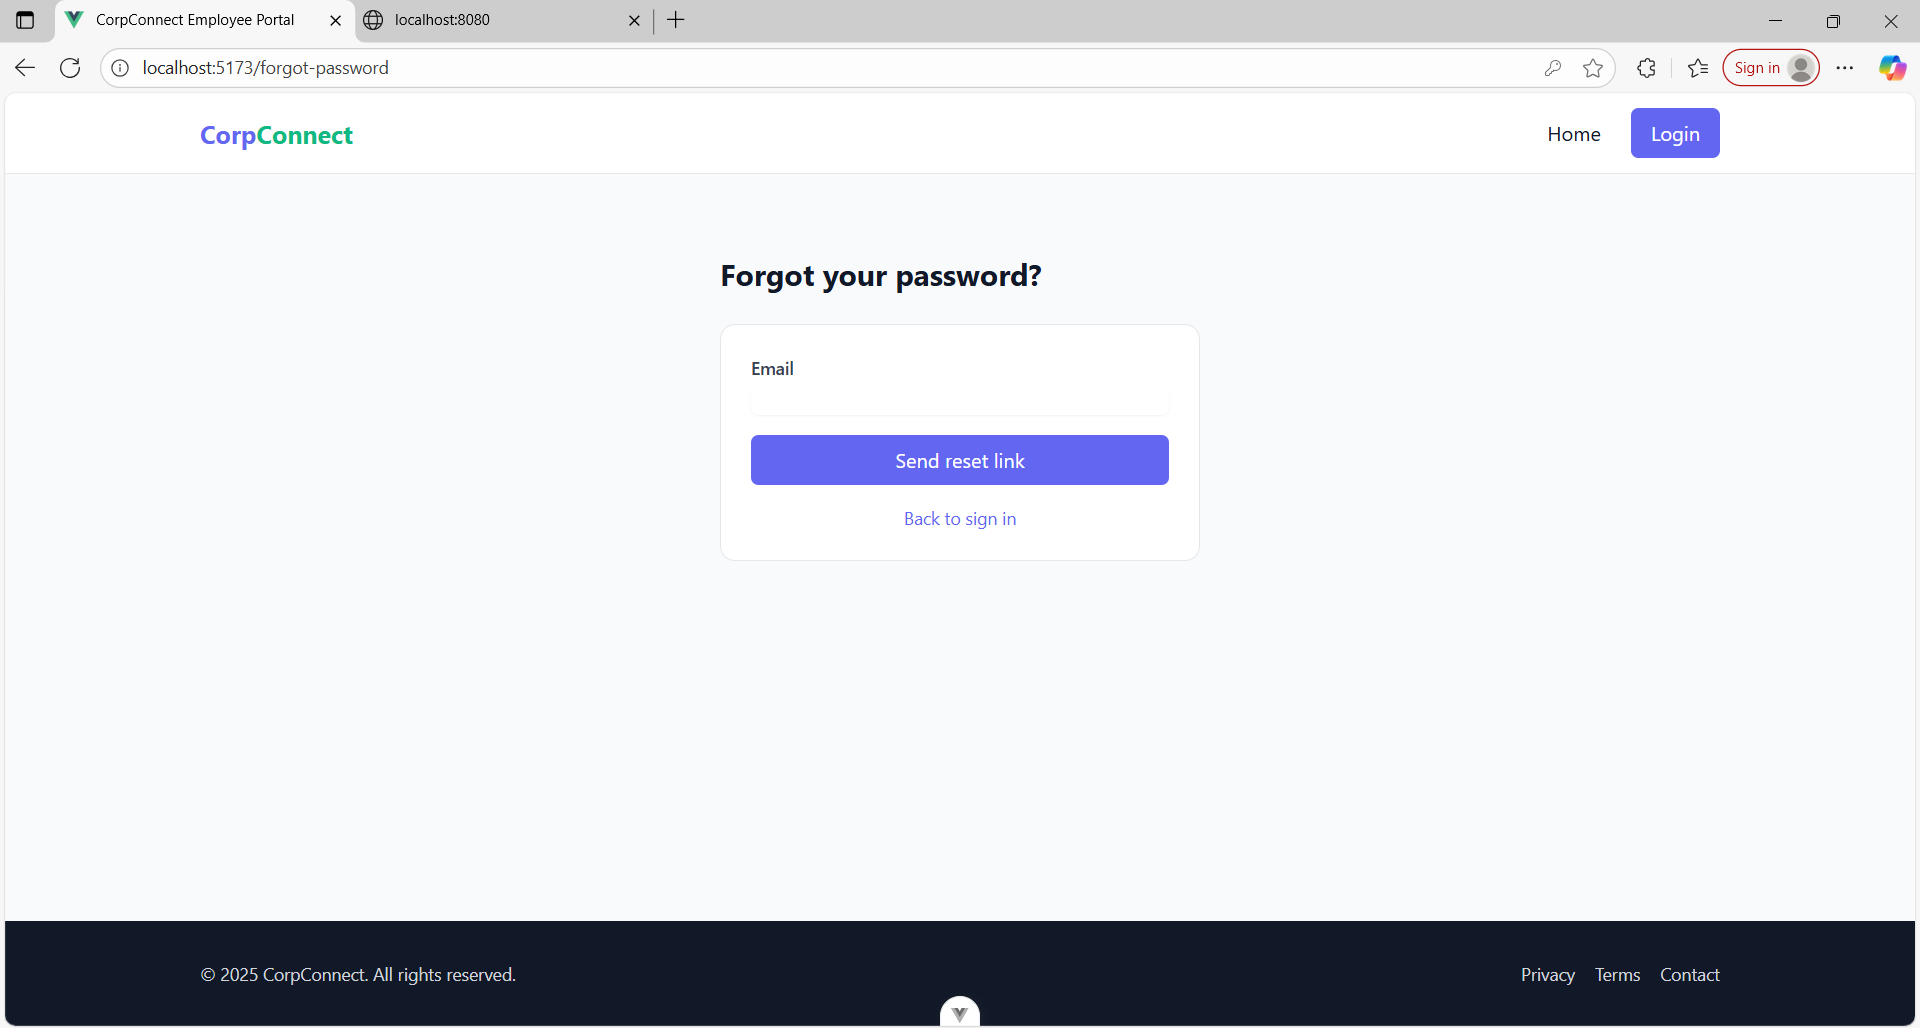 CorpConnect Employee Portal
localhost:8080
localhost:5173/forgot-password
Sign in
CorpConnect
Home
Login
Forgot your password?
Email
Send reset link
Back to sign in
© 2025 CorpConnect. All rights reserved.
Privacy
Terms
Contact